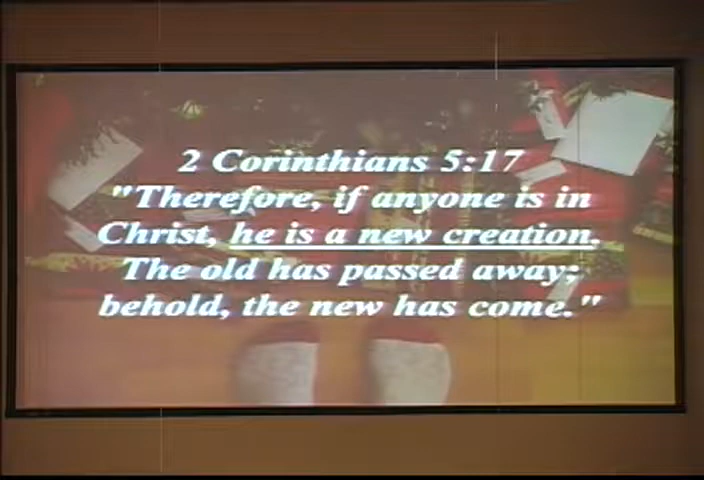 2 Corinthians 5:17
"Therefore, if anyone is in
Christ, he is a new creation.
The old has passed away;
behold, the new has come."